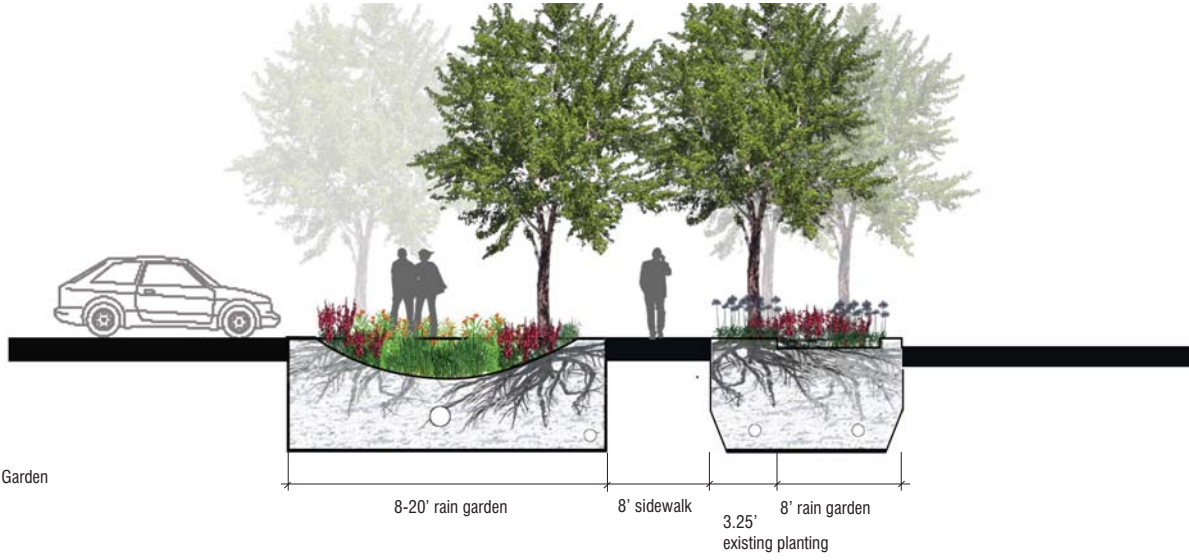 Garden
8-20’ rain garden
8’ sidewalk
3.25’
existing planting
8’ rain garden